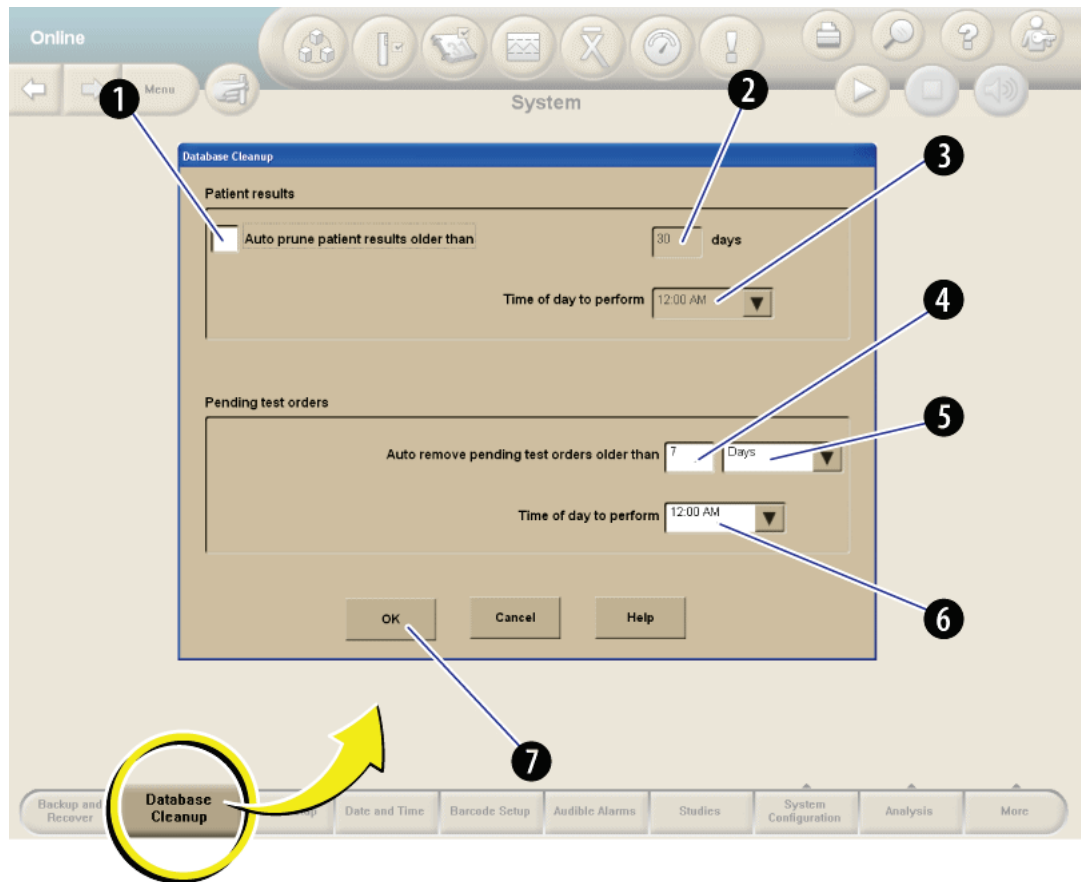 Online
Menu
System
1
2
3
4
5
6
7
Database Cleanup
Patient results
Auto prune patient results older than 30 days
Time of day to perform 12:00 AM
Pending test orders
Auto remove pending test orders older than 7 Days
Time of day to perform 12:00 AM
OK Cancel Help
Backup and
Recover
Database
Cleanup
Date and Time
Barcode Setup
Audible Alarms
Studies
System
Configuration
Analysis
More